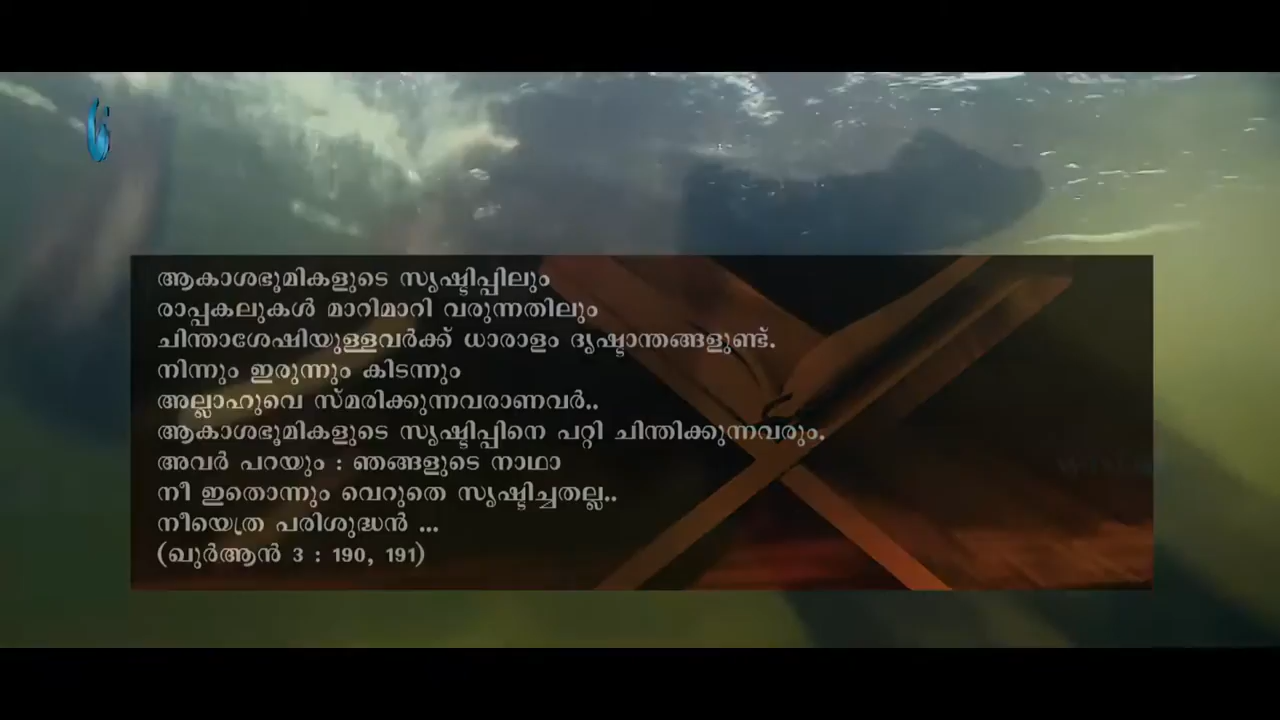 ആകാശഭൂമികളുടെ സൃഷ്ടിപ്പിലും
രാപ്പകലുകൾ മാറിമാറി വരുന്നതിലും
ചിന്താശേഷിയുള്ളവർക്ക് ധാരാളം ദൃഷ്ടാന്തങ്ങളുണ്ട്.
നിന്നും ഇരുന്നും കിടന്നും
അല്ലാഹുവെ സ്മരിക്കുന്നവരാണവർ..
ആകാശഭൂമികളുടെ സൃഷ്ടിപ്പിനെ പറ്റി ചിന്തിക്കുന്നവരും.
അവർ പറയും : ഞങ്ങളുടെ നാഥാ
നീ ഇതൊന്നും വെറുതെ സൃഷ്ടിച്ചതല്ല..
നീയെത്ര പരിശുദ്ധൻ ...
(ഖുർആൻ 3 : 190, 191)